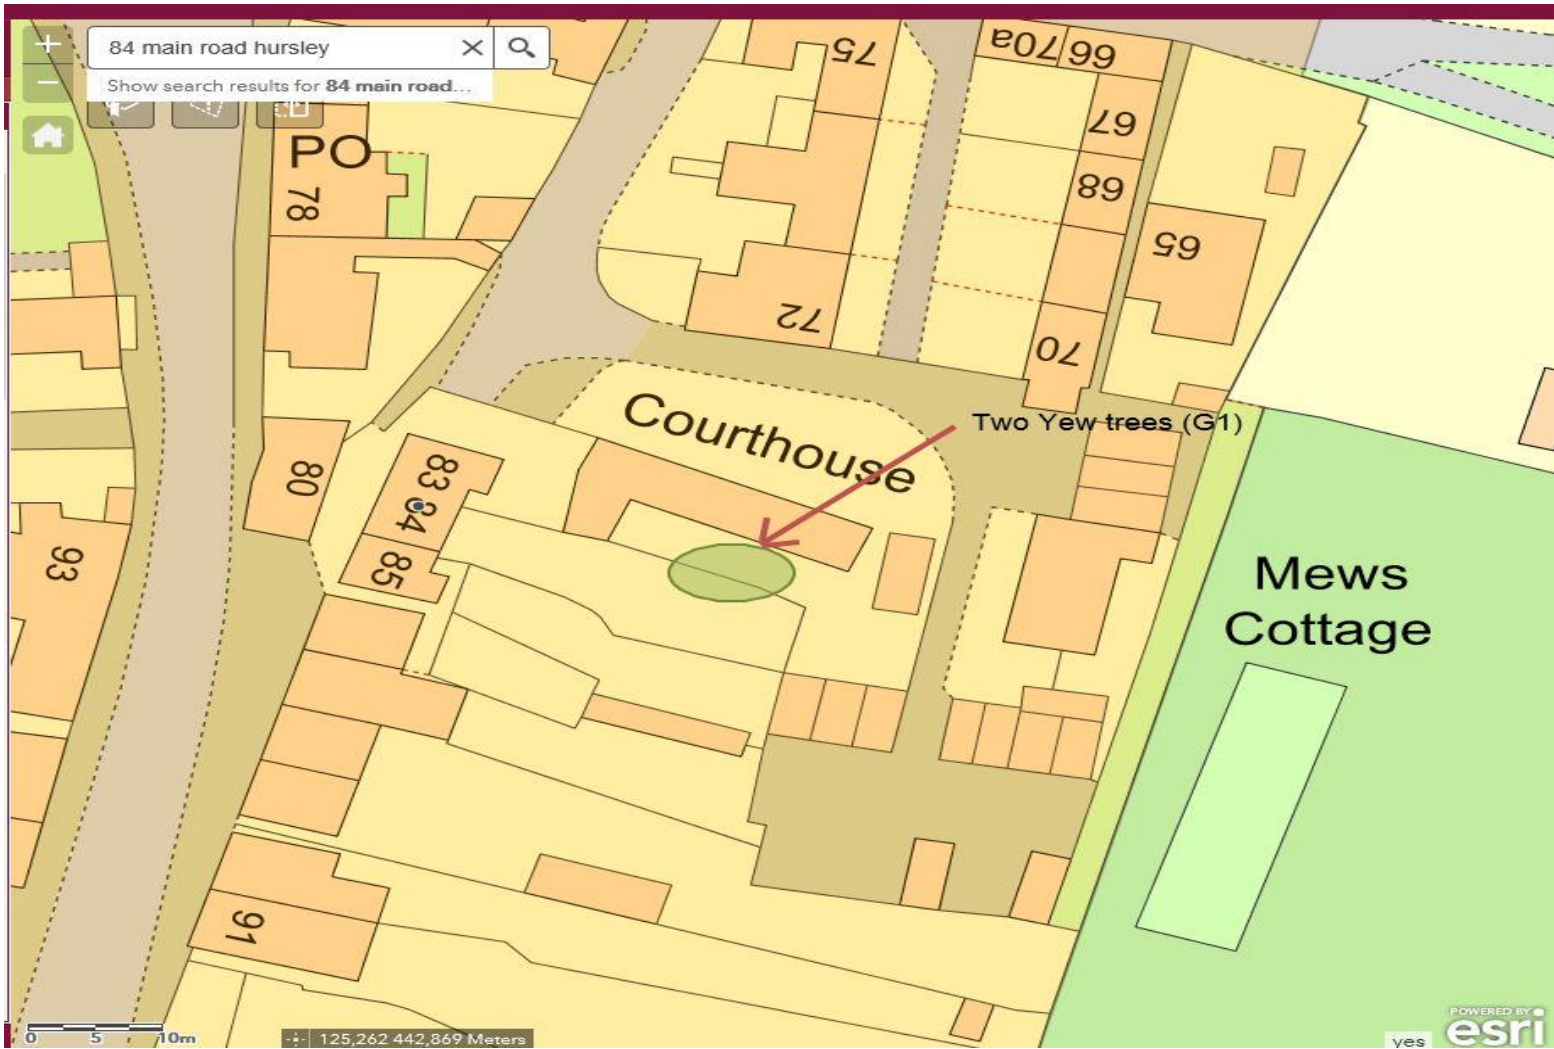 84 main road hursley
Show search results for 84 main road...
PO
78
75
70a
66
67
68
65
72
70
Courthouse
Two Yew trees (G1)
80
83
84
85
93
Mews
Cottage
91
0 5 10m
125,262 442,869 Meters
yes
POWERED BY
esri